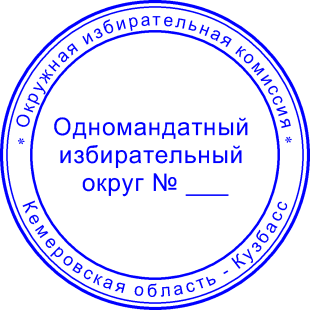 * Окружная избирательная комиссия *
Одномандатный
избирательный
округ № ___
Кемеровская область - Кузбасс